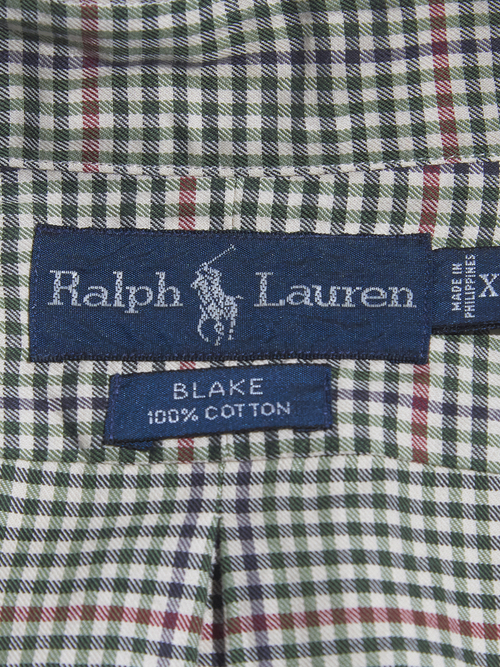 Ralph Lauren
MADE IN
PHILIPPINES
X
BLAKE
100% COTTON